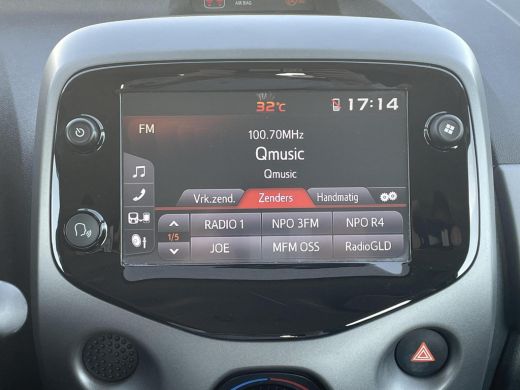 AIR BAG
32°C
17:14
FM
100.70MHz
Qmusic
Qmusic
Vrk.zend.
Zenders
Handmatig
1/5
RADIO 1
NPO 3FM
NPO R4
JOE
MFM OSS
RadioGLD